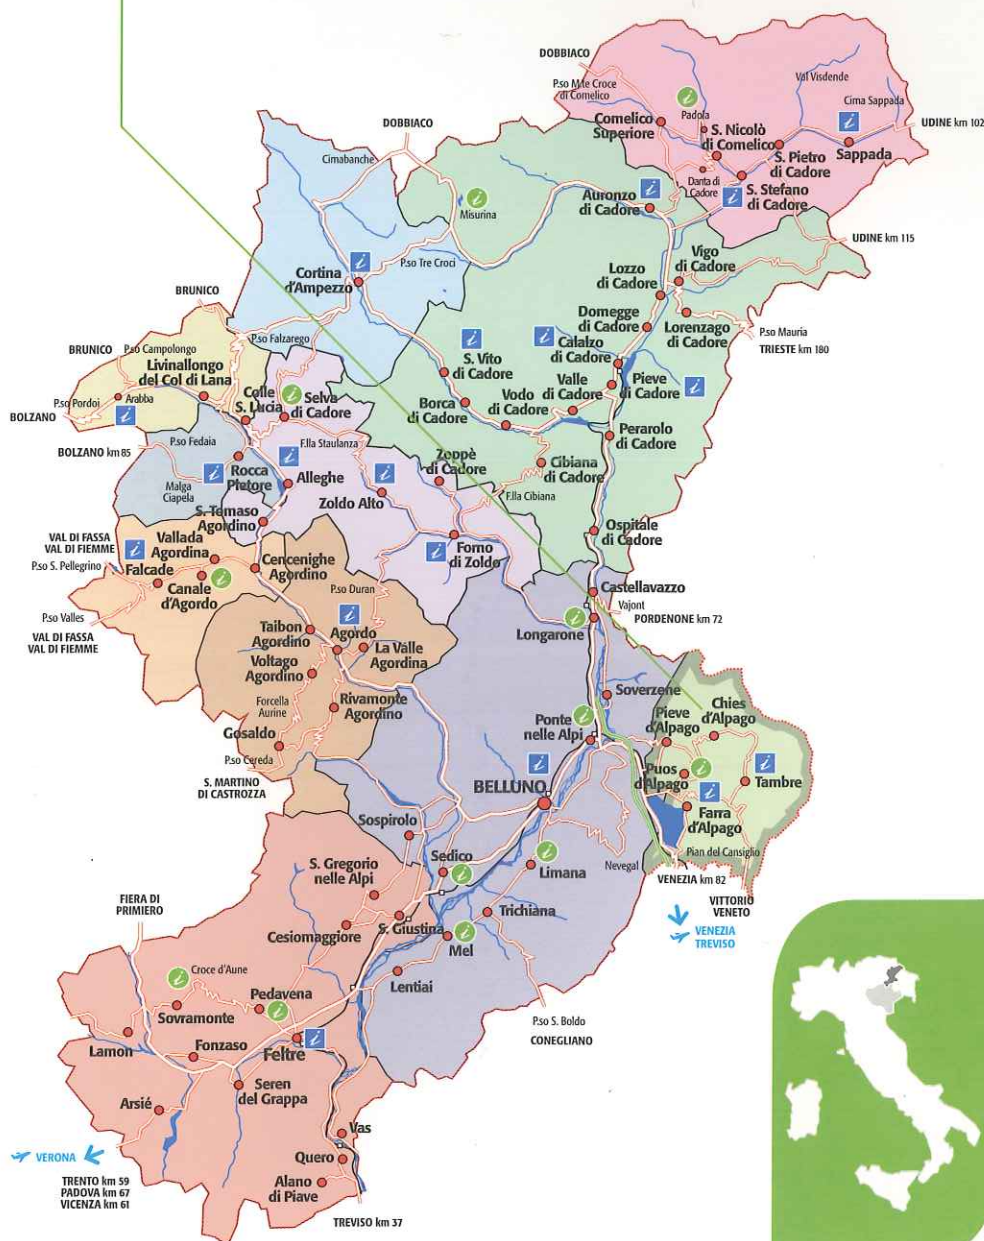 DOBBIACO
P.so M.te Croce
di Comelico
Val Visdende
Cima Sappada
UDINE km 102
Comelico
Superiore
Padola
S. Nicolò
di Comelico
Sappada
S. Pietro
di Cadore
Danta di
Cadore
S. Stefano
di Cadore
DOBBIACO
Cimabanche
Misurina
Auronzo
di Cadore
UDINE km 115
Cortina
d'Ampezzo
P.so Tre Croci
Vigo
di Cadore
Lozzo
di Cadore
BRUNICO
Domegge
di Cadore
Lorenzago
di Cadore
P.so Mauria
TRIESTE km 180
P.so Falzarego
BRUNICO
P.so Campolongo
Livinallongo
del Col di Lana
S. Vito
di Cadore
Calalzo
di Cadore
Valle
di Cadore
Pieve
di Cadore
P.so Pordoi
Arabba
BOLZANO
Colle
S. Lucia
Selva
di Cadore
Borca
di Cadore
Vodo
di Cadore
Perarolo
di Cadore
BOLZANO km 85
P.so Fedaia
F.lla Staulanza
Rocca
Pietore
Malga
Ciapela
Alleghe
Zoldo Alto
Zoppè
di Cadore
Cibiana
di Cadore
F.lla Cibiana
S. Tomaso
Agordino
Ospitale
di Cadore
VAL DI FASSA
VAL DI FIEMME
P.so S. Pellegrino
Vallada
Agordina
Falcade
Canale
d'Agordo
Cencenighe
Agordino
Forno
di Zoldo
P.so Duran
Castellavazzo
Vajont
PORDENONE km 72
Longarone
P.so Valles
VAL DI FASSA
VAL DI FIEMME
Taibon
Agordino
Agordo
La Valle
Agordina
Voltago
Agordino
Forcella
Aurine
Rivamonte
Agordino
Gosaldo
P.so Cereda
S. MARTINO
DI CASTROZZA
Soverzene
Ponte
nelle Alpi
Pieve
d'Alpago
Chies
d'Alpago
Puos
d'Alpago
Tambre
Farra
d'Alpago
Pian del Cansiglio
BELLUNO
Sospirolo
Sedico
Limana
Nevegal
VENEZIA km 82
VITTORIO
VENETO
VENEZIA
TREVISO
S. Gregorio
nelle Alpi
Trichiana
S. Giustina
Mel
Cesiomaggiore
Lentiai
FIERA DI
PRIMIERO
Croce d'Aune
Sovramonte
Pedavena
P.so S. Boldo
CONEGLIANO
Lamon
Fonzaso
Feltre
Seren
del Grappa
Arsié
Vas
Quero
Alano
di Piave
VERONA
TRENTO km 59
PADOVA km 67
VICENZA km 61
TREVISO km 37